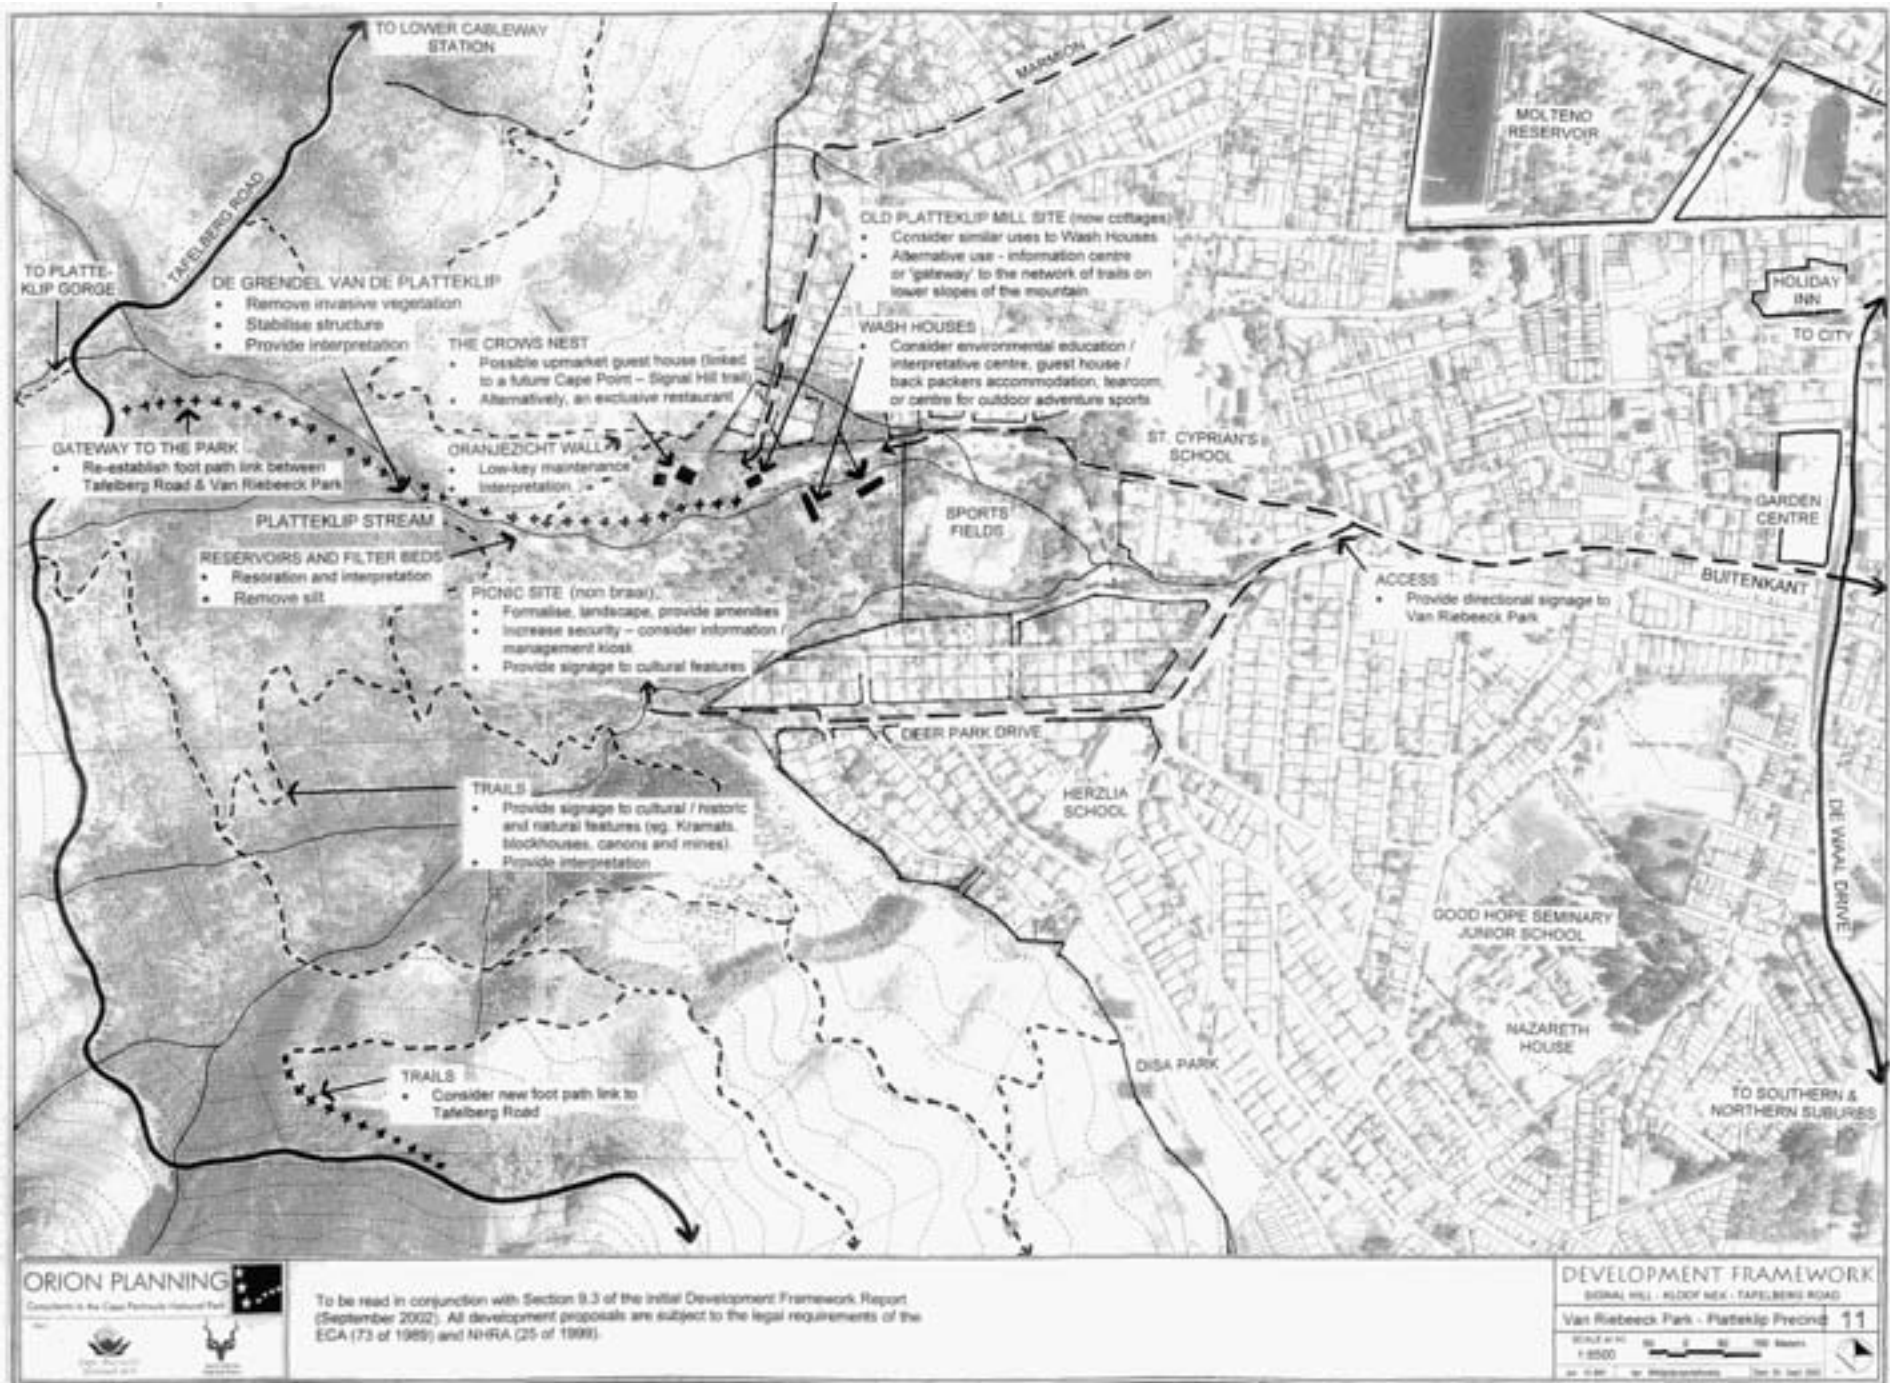 TO LOWER CABLEWAY
STATION
MARMION
MOLTENO
RESERVOIR
TAFELBERG ROAD
TO PLATTE-
KLIP GORGE
OLD PLATTEKLIP MILL SITE (now cottages)
• Consider similar uses to Wash Houses
• Alternative use - information centre
or 'gateway' to the network of trails on
lower slopes of the mountain
DE GRENDEL VAN DE PLATTEKLIP
• Remove invasive vegetation
• Stabilise structure
• Provide interpretation
HOLIDAY
INN
TO CITY
THE CROWS NEST
• Possible upmarket guest house (linked
to a future Cape Point – Signal Hill trail)
• Alternatively, an exclusive restaurant
WASH HOUSES
• Consider environmental education /
interpretative centre, guest house /
back packers accommodation, tearoom,
or centre for outdoor adventure sports
GATEWAY TO THE PARK
• Re-establish foot path link between
Tafelberg Road & Van Riebeeck Park
ORANJEZICHT WALL
• Low-key maintenance
• Interpretation
ST. CYPRIAN'S
SCHOOL
GARDEN
CENTRE
PLATTEKLIP STREAM
SPORTS
FIELDS
RESERVOIRS AND FILTER BEDS
• Resoration and interpretation
• Remove silt
PICNIC SITE (non braai)
• Formalise, landscape, provide amenities
• Increase security – consider information /
management kiosk
• Provide signage to cultural features
ACCESS
• Provide directional signage to
Van Riebeeck Park
BUITENKANT
DEER PARK DRIVE
TRAILS
• Provide signage to cultural / historic
and natural features (eg. Kramats,
blockhouses, canons and mines).
• Provide interpretation
HERZLIA
SCHOOL
DE WAAL DRIVE
GOOD HOPE SEMINARY
JUNIOR SCHOOL
NAZARETH
HOUSE
DISA PARK
TRAILS
• Consider new foot path link to
Tafelberg Road
TO SOUTHERN &
NORTHERN SUBURBS
ORION PLANNING
Consultants to the Cape Peninsula National Park
To be read in conjunction with Section 9.3 of the Initial Development Framework Report
(September 2002). All development proposals are subject to the legal requirements of the
ECA (73 of 1989) and NHRA (25 of 1999).
DEVELOPMENT FRAMEWORK
SIGNAL HILL - KLOOF NEK - TAFELBERG ROAD
Van Riebeeck Park - Platteklip Precinct 11
1:6500